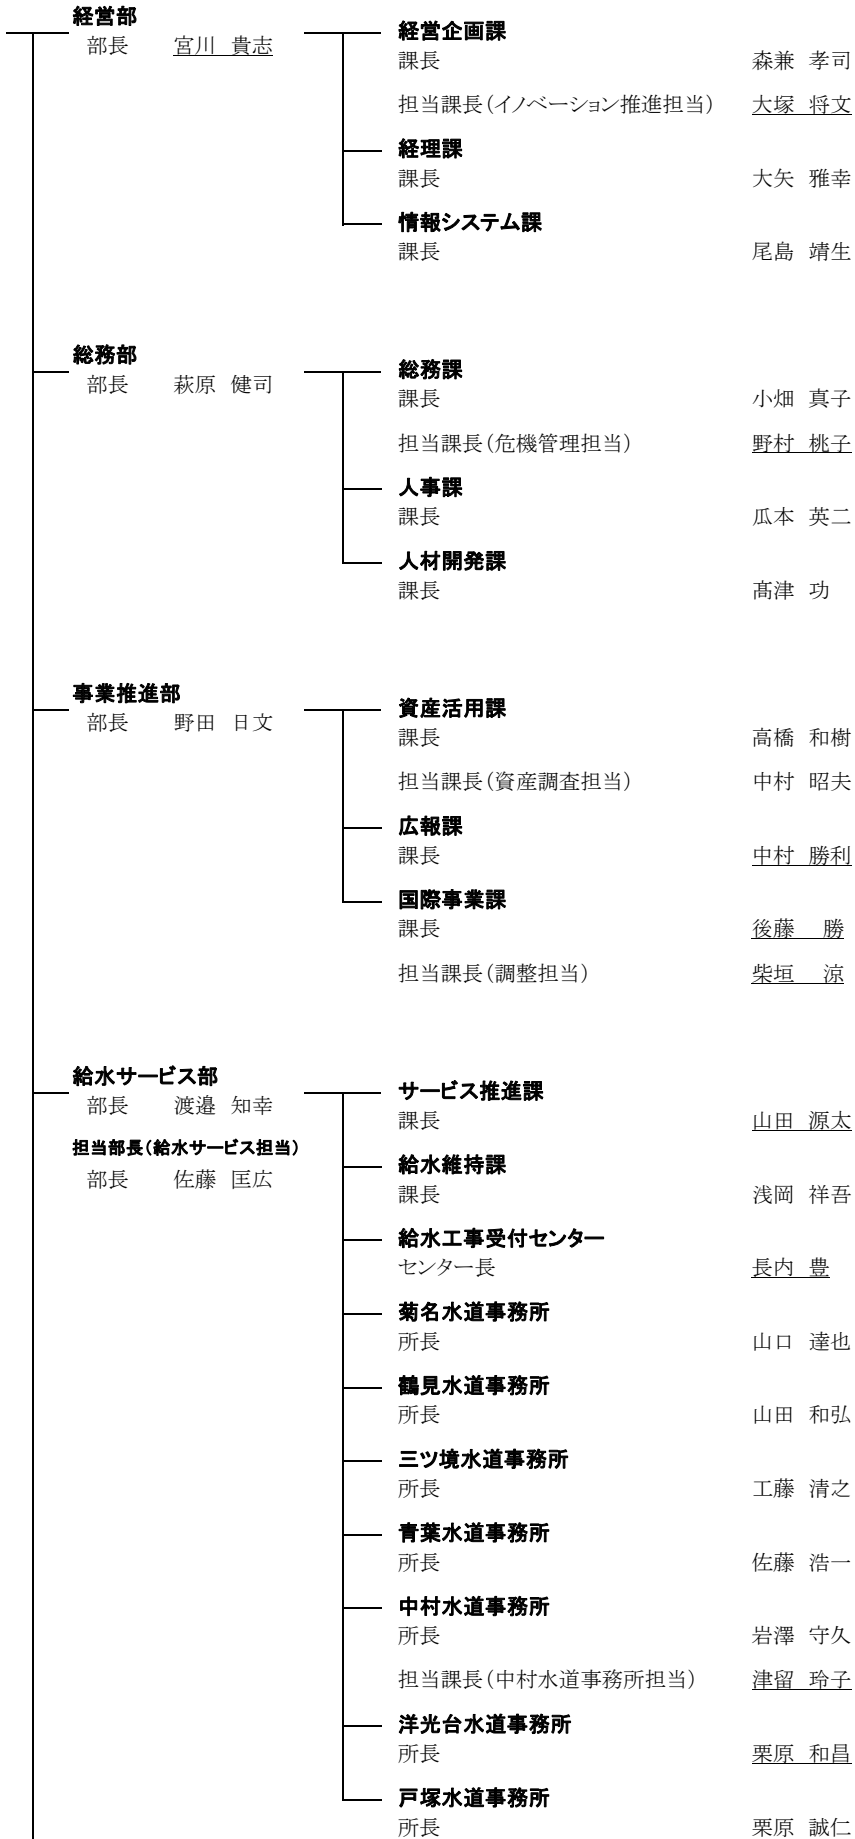 経営部
部長 宮川 貴志
経営企画課
課長 森兼 孝司
担当課長(イノベーション推進担当) 大塚 将文
経理課
課長 大矢 雅幸
情報システム課
課長 尾島 靖生
総務部
部長 萩原 健司
総務課
課長 小畑 真子
担当課長(危機管理担当) 野村 桃子
人事課
課長 瓜本 英二
人材開発課
課長 髙津 功
事業推進部
部長 野田 日文
資産活用課
課長 高橋 和樹
担当課長(資産調査担当) 中村 昭夫
広報課
課長 中村 勝利
国際事業課
課長 後藤 勝
担当課長(調整担当) 柴垣 涼
給水サービス部
部長 渡邉 知幸
担当部長(給水サービス担当)
部長 佐藤 匡広
サービス推進課
課長 山田 源太
給水維持課
課長 浅岡 祥吾
給水工事受付センター
センター長 長内 豊
菊名水道事務所
所長 山口 達也
鶴見水道事務所
所長 山田 和弘
三ツ境水道事務所
所長 工藤 清之
青葉水道事務所
所長 佐藤 浩一
中村水道事務所
所長 岩澤 守久
担当課長(中村水道事務所担当) 津留 玲子
洋光台水道事務所
所長 栗原 和昌
戸塚水道事務所
所長 栗原 誠仁